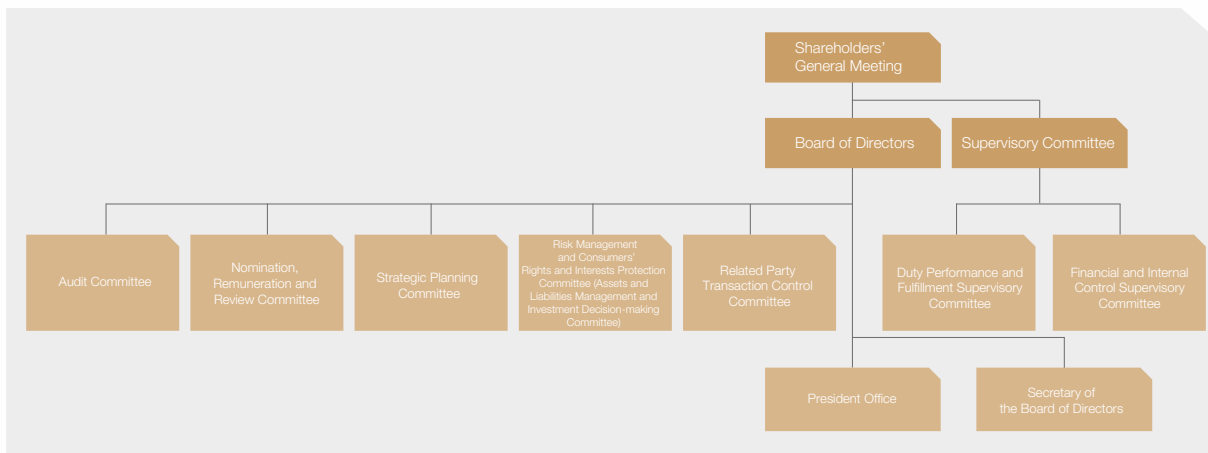 Shareholders'
General Meeting
Board of Directors
Supervisory Committee
Audit Committee
Nomination,
Remuneration and
Review Committee
Strategic Planning
Committee
Risk Management
and Consumers'
Rights and Interests Protection
Committee (Assets and
Liabilities Management and
Investment Decision-making
Committee)
Related Party
Transaction Control
Committee
Duty Performance and
Fulfillment Supervisory
Committee
Financial and Internal
Control Supervisory
Committee
President Office
Secretary of
the Board of Directors